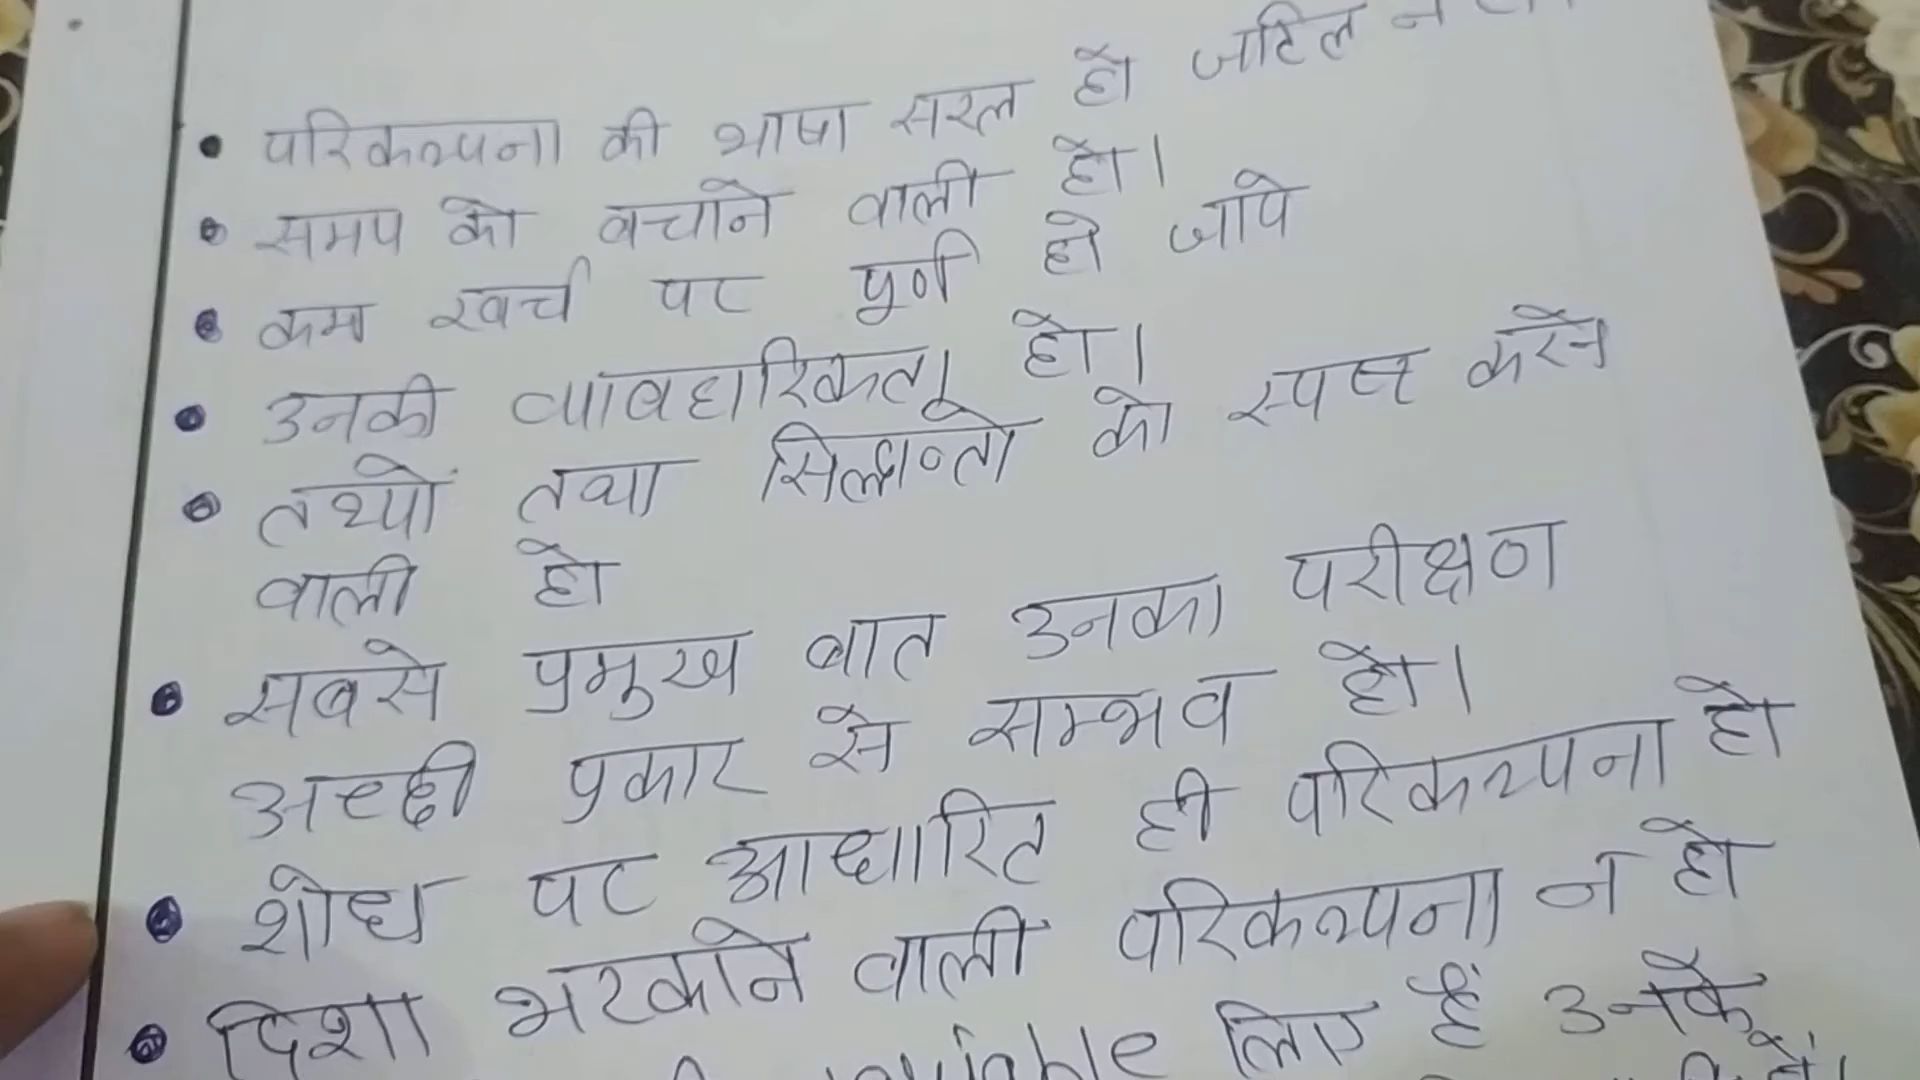 • परिकल्पना की भाषा सरल हो जटिल न
• समय को बचाने वाली हो।
• कम खर्च पर पूर्ण हो जाये
• उनकी व्यावहारिकता हो।
• तथ्यों तथा सिद्धान्तो को स्पष्ट करने
वाली हो
• सबसे प्रमुख बात उनका परीक्षण
अच्छी प्रकार से सम्भव हो।
• शोध पर आधारित ही परिकल्पना हो
• दिशा भटकाने वाली परिकल्पना न हो
variable लिए हैं उनके